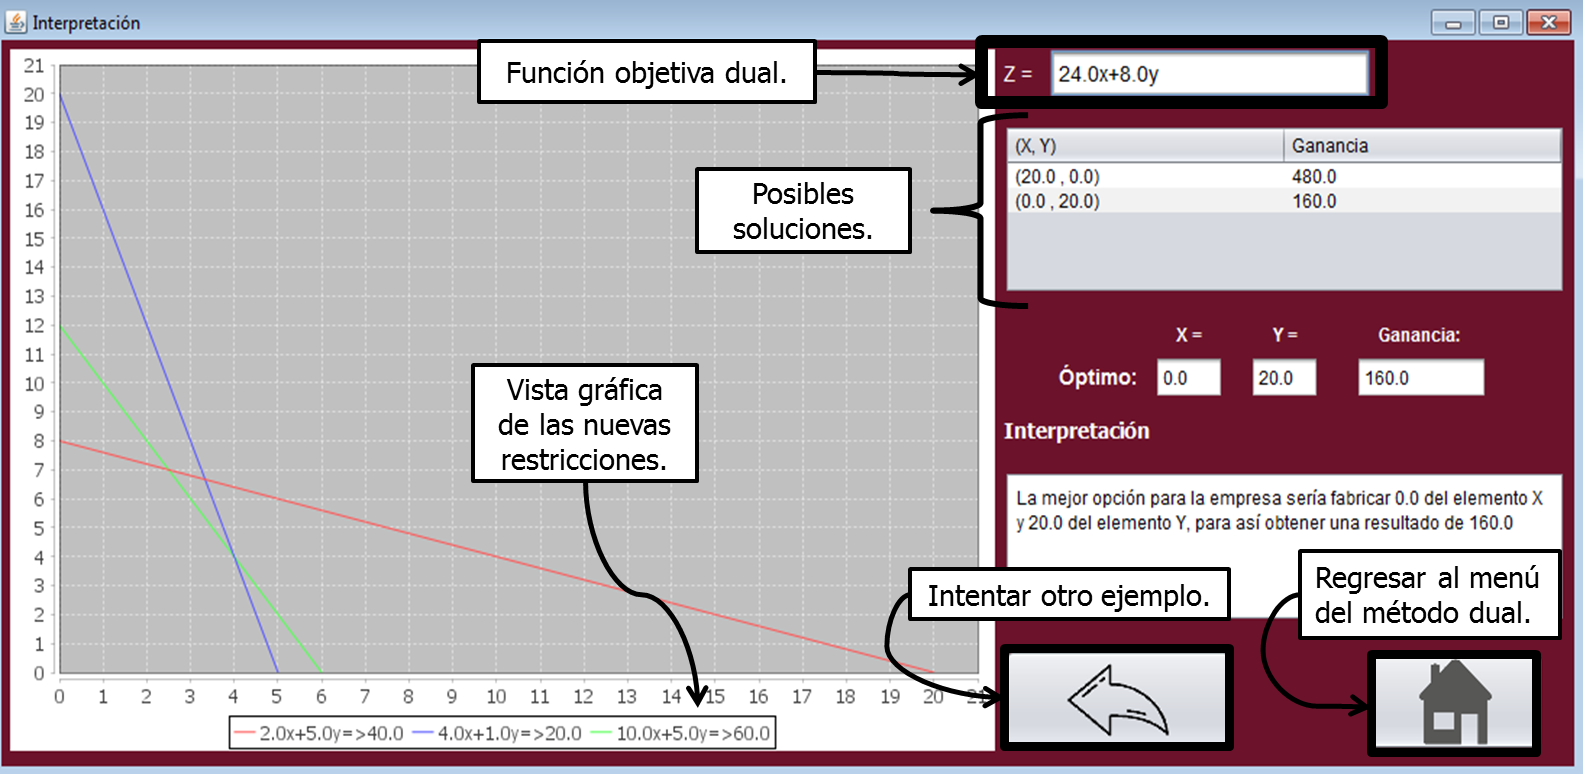 Interpretación
Función objetiva dual.
Z =
24.0x+8.0y
(X, Y)
Ganancia
(20.0 , 0.0)
480.0
(0.0 , 20.0)
160.0
Posibles
soluciones.
X =
Y =
Ganancia:
Óptimo:
0.0
20.0
160.0
Interpretación
La mejor opción para la empresa sería fabricar 0.0 del elemento X
y 20.0 del elemento Y, para así obtener una resultado de 160.0
Vista gráfica
de las nuevas
restricciones.
Intentar otro ejemplo.
Regresar al menú
del método dual.
21
20
19
18
17
16
15
14
13
12
11
10
9
8
7
6
5
4
3
2
1
0
0 1 2 3 4 5 6 7 8 9 10 11 12 13 14 15 16 17 18 19 20 21
2.0x+5.0y=>40.0 4.0x+1.0y=>20.0 10.0x+5.0y=>60.0